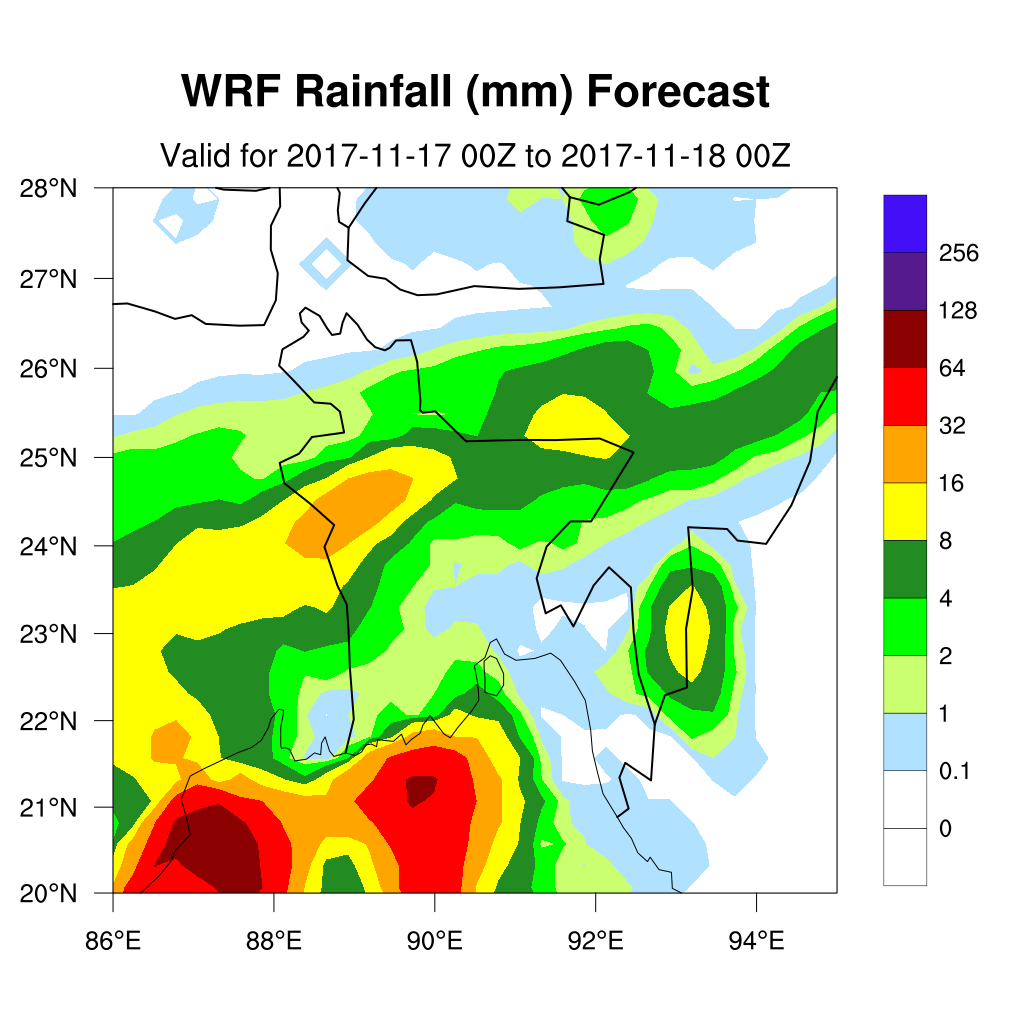 WRF Rainfall (mm) Forecast
Valid for 2017-11-17 00Z to 2017-11-18 00Z
28°N
27°N
26°N
25°N
24°N
23°N
22°N
21°N
20°N
86°E 88°E 90°E 92°E 94°E
256
128
64
32
16
8
4
2
1
0.1
0